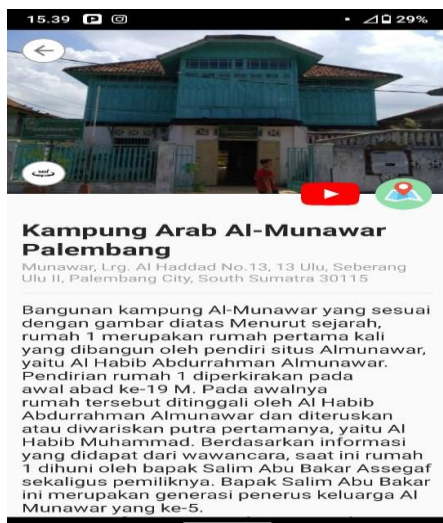 15.39
29%
Kampung Arab Al-Munawar
Palembang
Munawar, Lrg. Al Haddad No.13, 13 Ulu, Seberang
Ulu II, Palembang City, South Sumatra 30115
Bangunan kampung Al-Munawar yang sesuai
dengan gambar diatas Menurut sejarah,
rumah 1 merupakan rumah pertama kali
yang dibangun oleh pendiri situs Almunawar,
yaitu Al Habib Abdurrahman Almunawar.
Pendirian rumah 1 diperkirakan pada
awal abad ke-19 M. Pada awalnya
rumah tersebut ditinggali oleh Al Habib
Abdurrahman Almunawar dan diteruskan
atau diwariskan putra pertamanya, yaitu Al
Habib Muhammad. Berdasarkan informasi
yang didapat dari wawancara, saat ini rumah
1 dihuni oleh bapak Salim Abu Bakar Assegaf
sekaligus pemiliknya. Bapak Salim Abu Bakar
ini merupakan generasi penerus keluarga Al
Munawar yang ke-5.